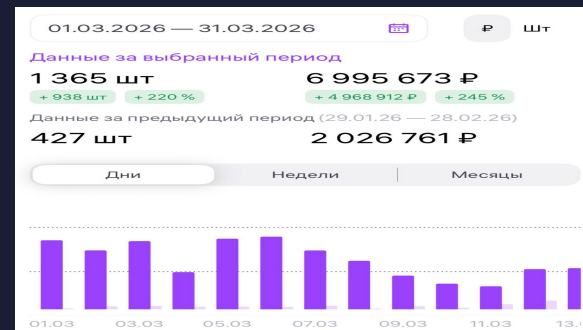 01.03.2026 — 31.03.2026 ₽ Шт
Данные за выбранный период
1 365 шт 6 995 673 ₽
+ 938 шт + 220 % + 4 968 912 ₽ + 245 %
Данные за предыдущий период (29.01.26 — 28.02.26)
427 шт 2 026 761 ₽
Дни Недели Месяцы
01.03 03.03 05.03 07.03 09.03 11.03 13.